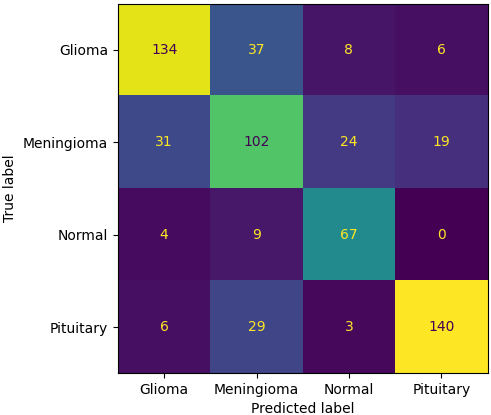 Glioma 134 37 8 6
Meningioma 31 102 24 19
Normal 4 9 67 0
Pituitary 6 29 3 140
Glioma Meningioma Normal Pituitary
Predicted label
True label